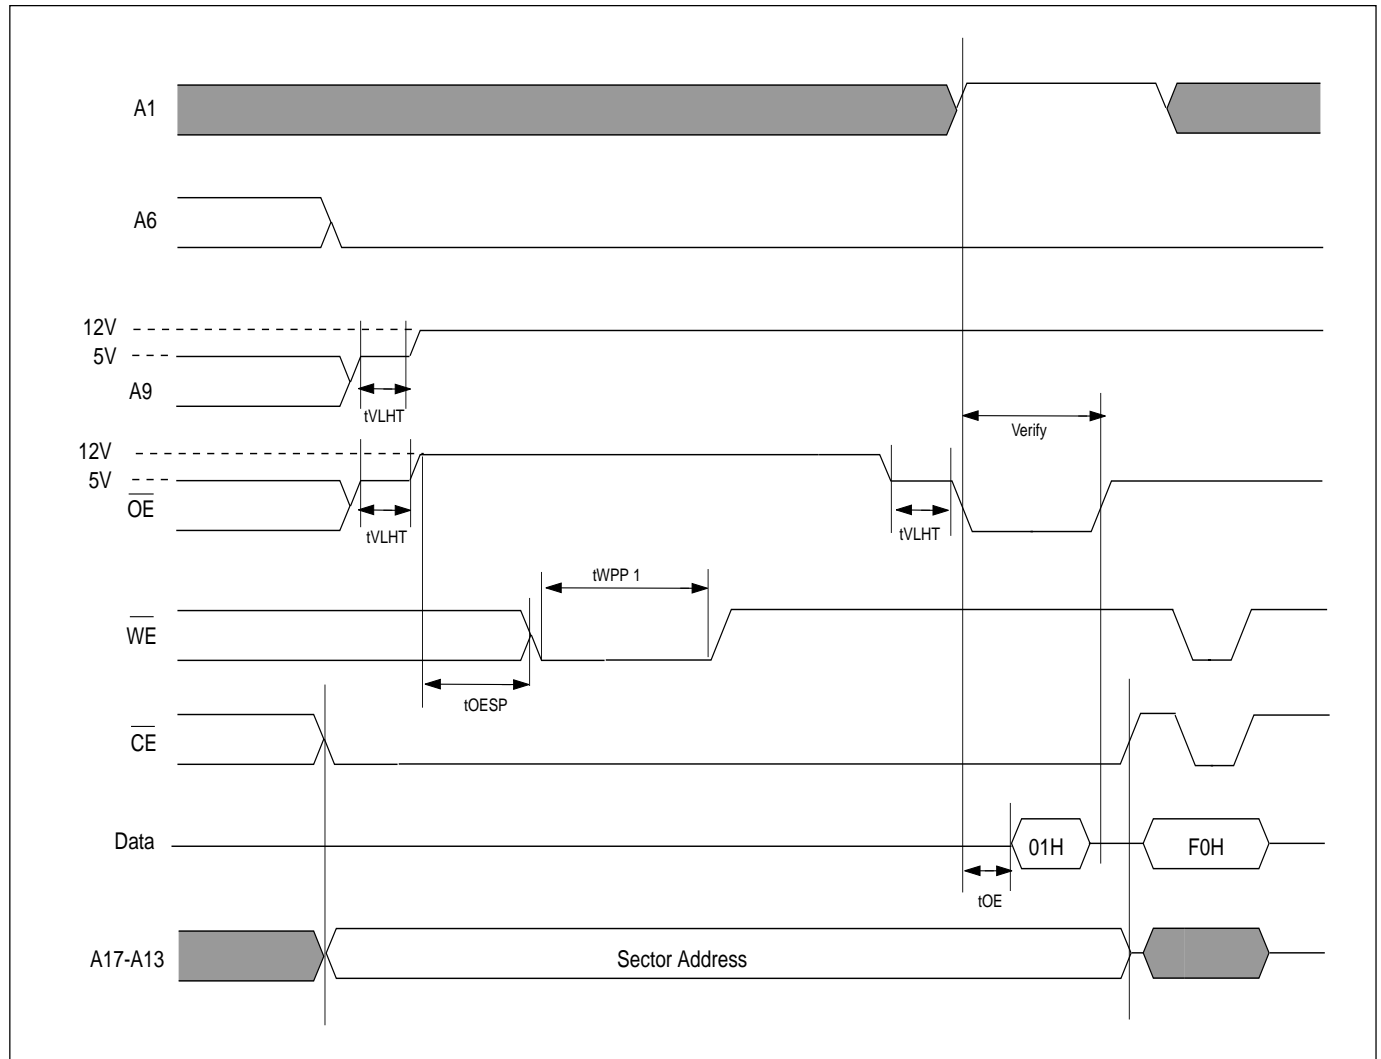 A1
A6
12V
5V
A9
tVLHT
Verify
12V
5V
OE
tVLHT
tVLHT
tWPP 1
WE
tOESP
CE
Data
01H
F0H
tOE
A17-A13
Sector Address